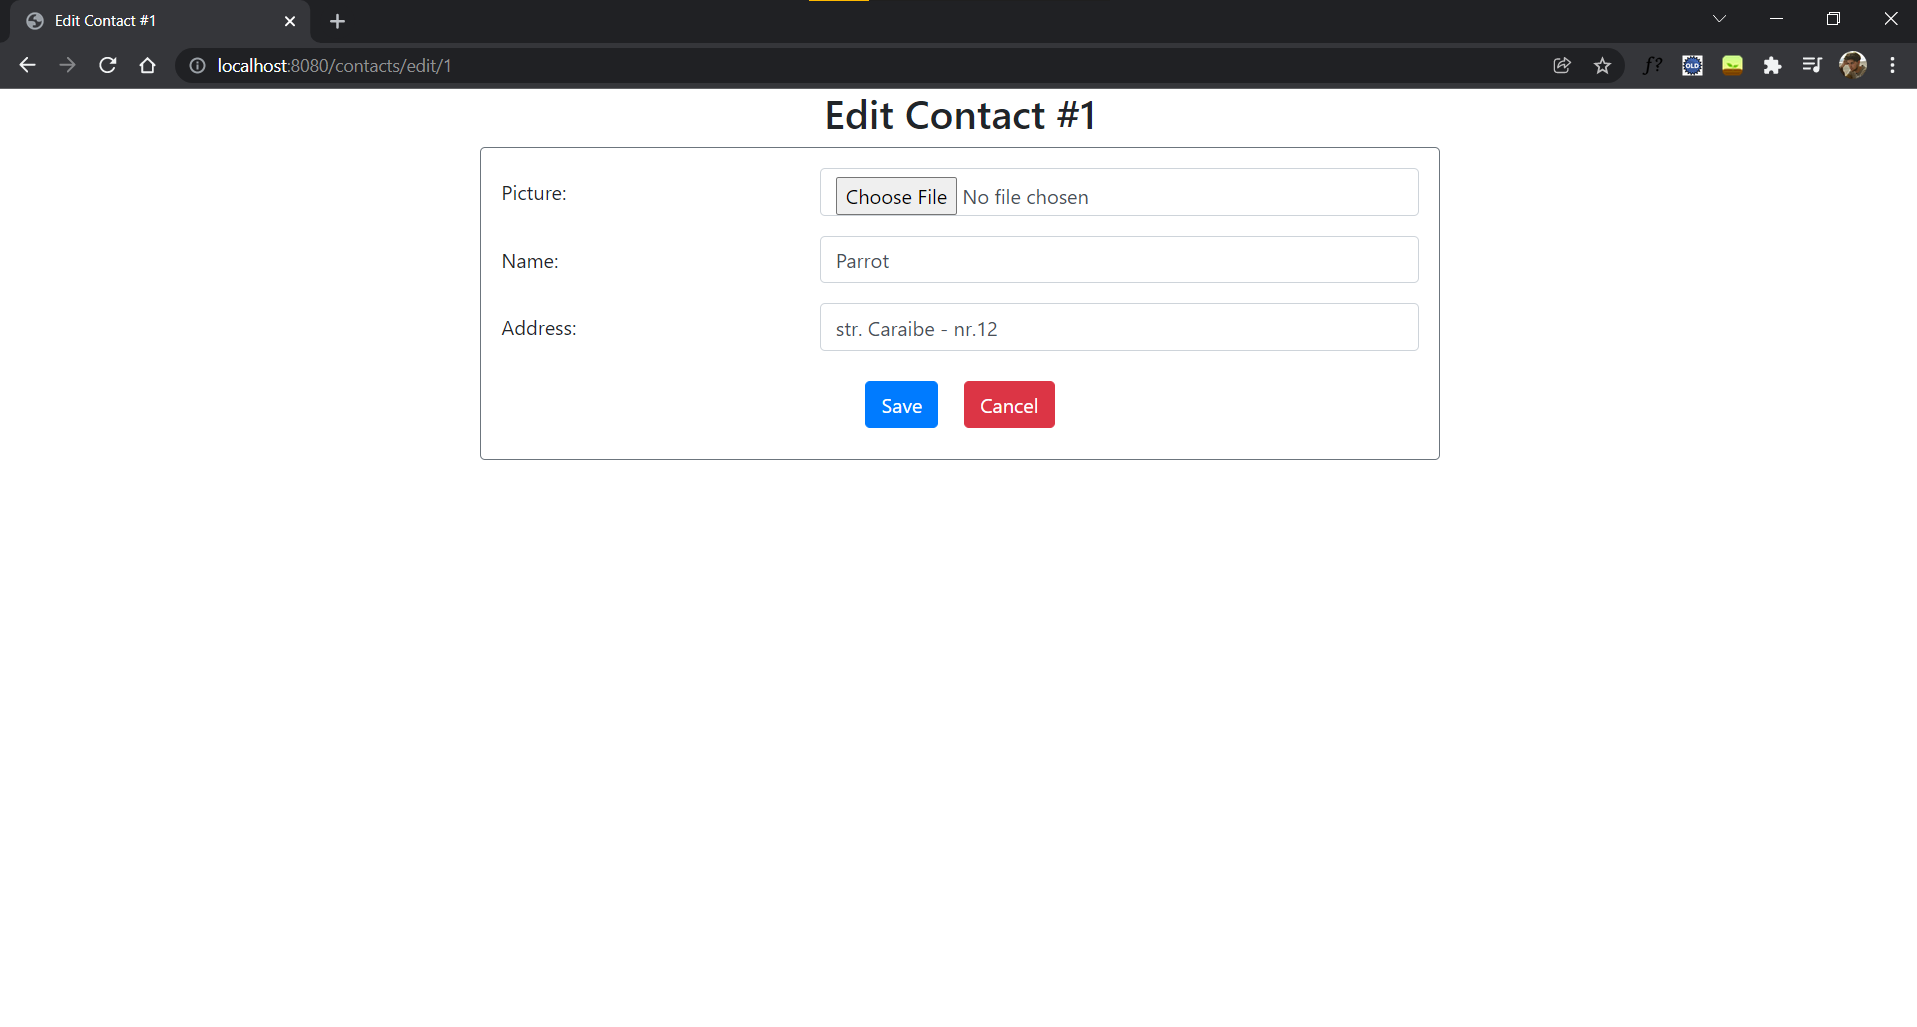 Edit Contact #1
localhost:8080/contacts/edit/1
f?
OLD
Edit Contact #1
Picture: Choose File No file chosen
Name: Parrot
Address: str. Caraibe - nr.12
Save Cancel